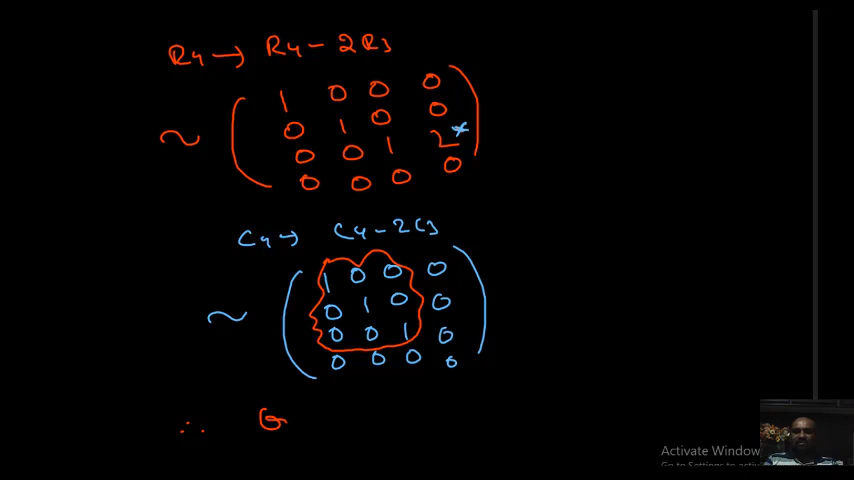 R4 → R4 - 2R3
~ ( 1 0 0 0
0 1 0 0
0 0 1 2*
0 0 0 0 )
C4 → C4 - 2C3
~ ( 1 0 0 0
0 1 0 0
0 0 1 0
0 0 0 0 )
∴ G
Activate Window